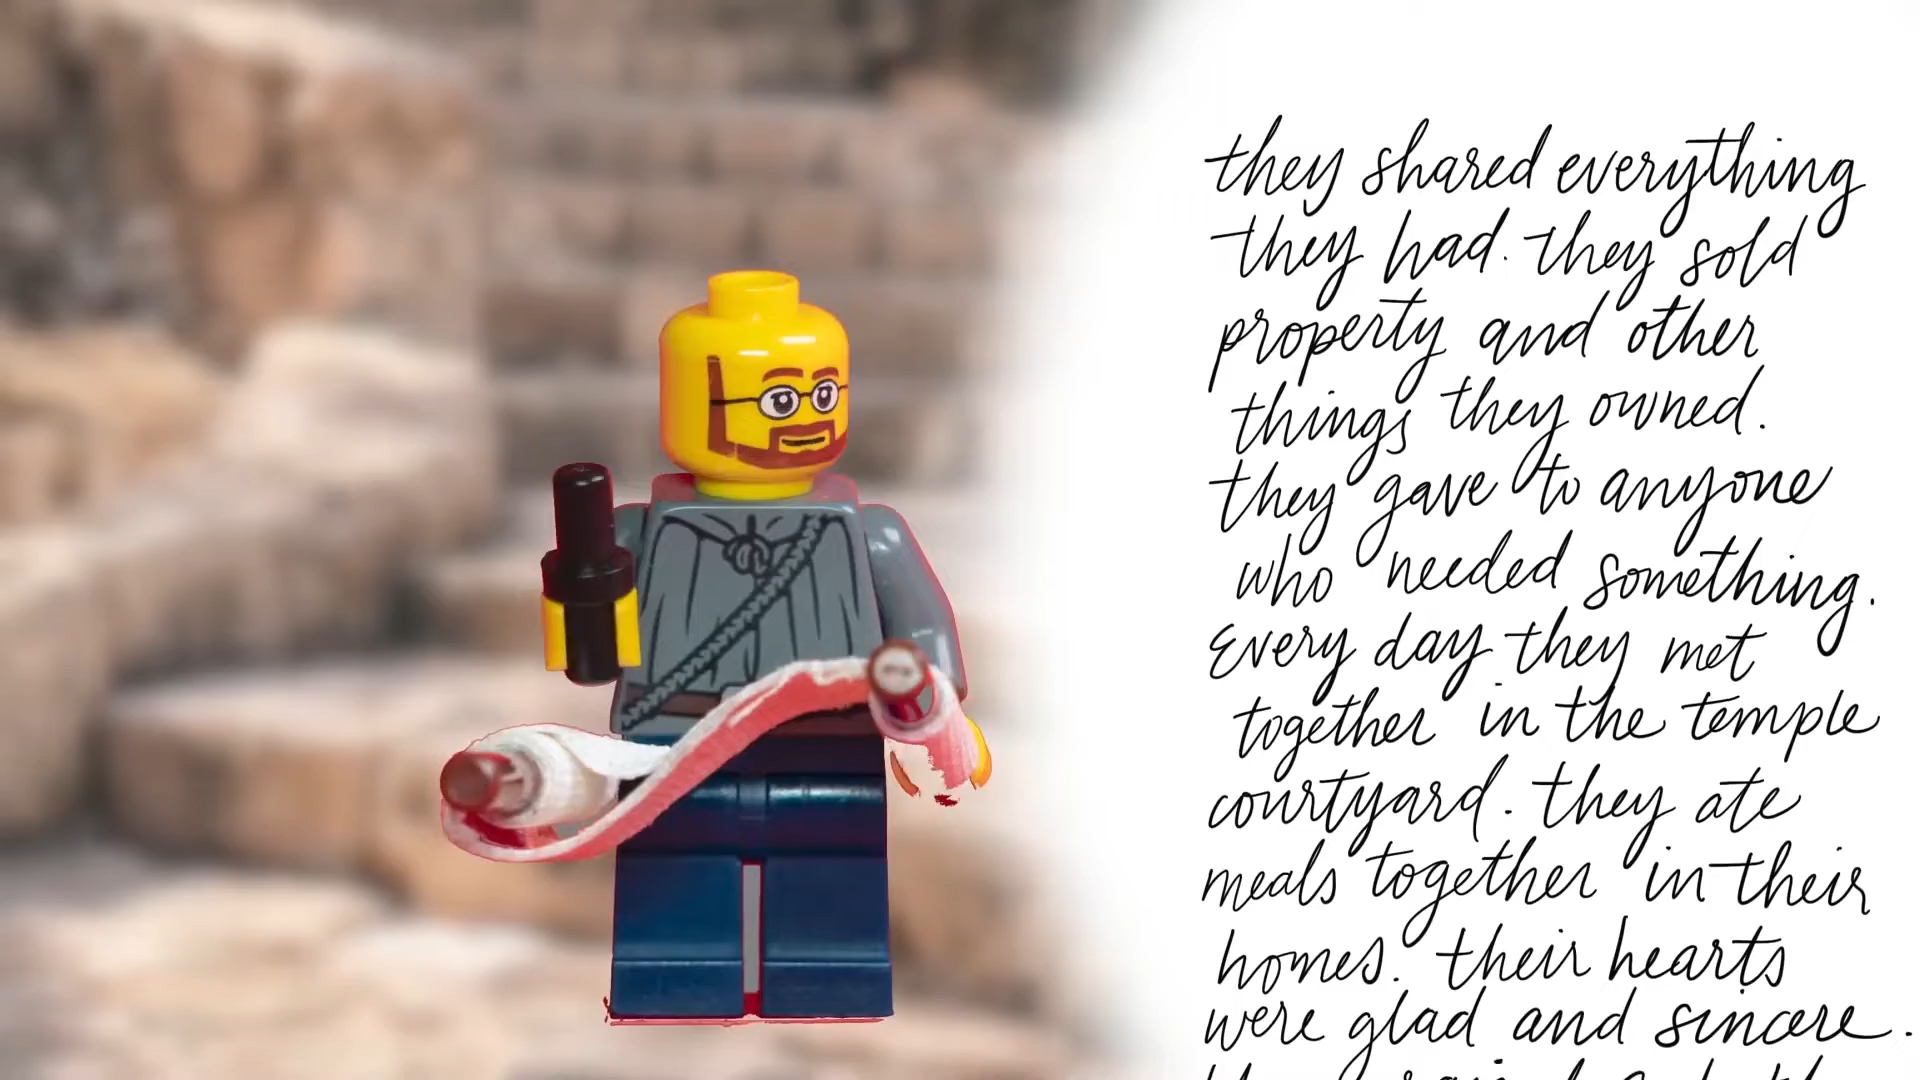 they shared everything
they had. they sold
property and other
things they owned.
they gave to anyone
who needed something.
Every day they met
together in the temple
courtyard. they ate
meals together in their
homes. their hearts
were glad and sincere.